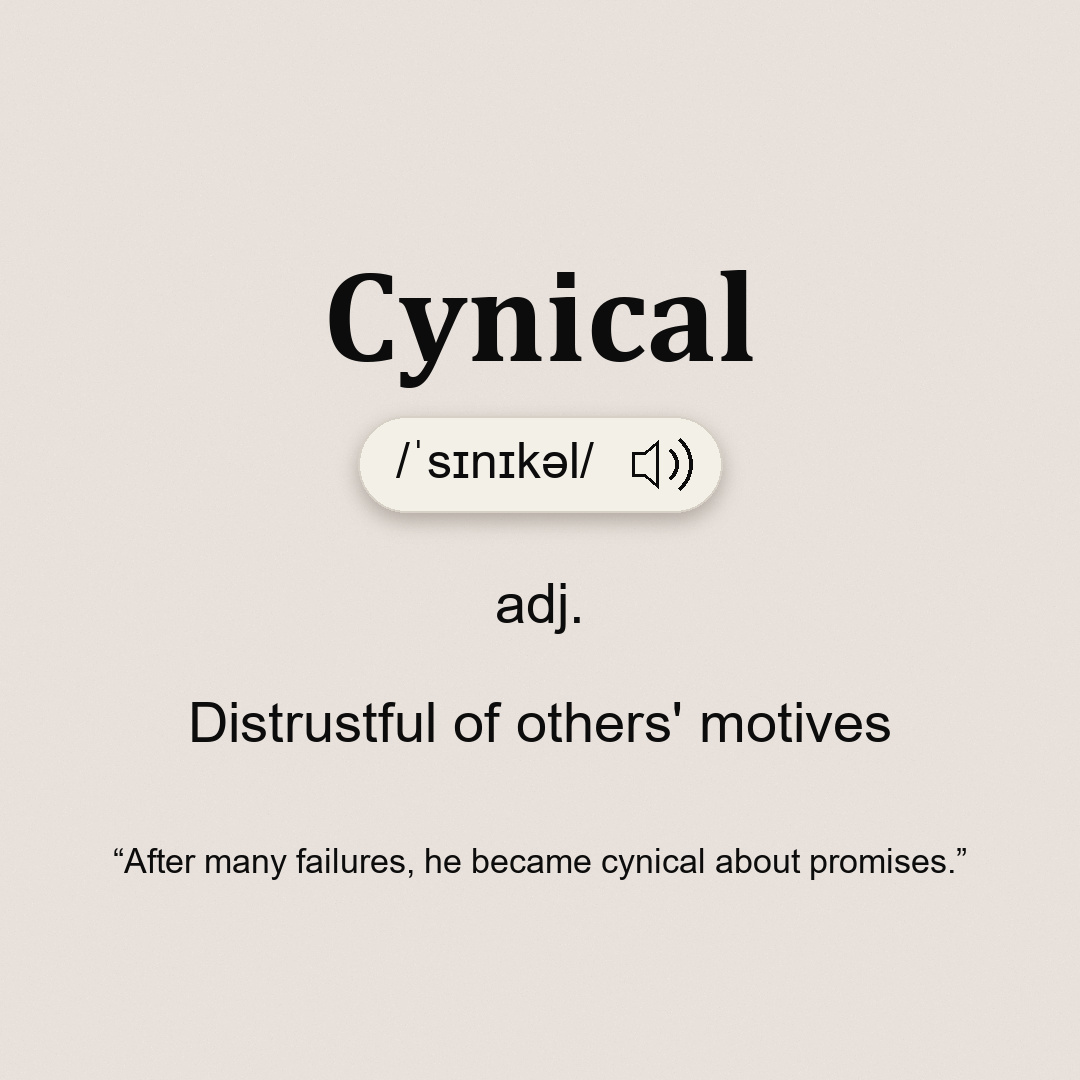 Cynical
/ˈsɪnɪkəl/
adj.
Distrustful of others' motives
“After many failures, he became cynical about promises.”